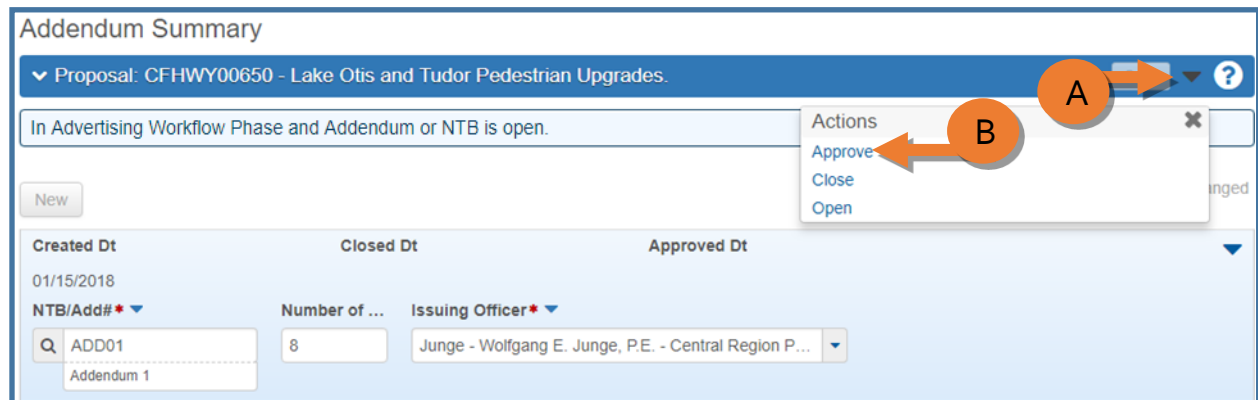 Addendum Summary
Proposal: CFHWY00650 - Lake Otis and Tudor Pedestrian Upgrades.
?
A
In Advertising Workflow Phase and Addendum or NTB is open.
Actions
B
Approve
Close
Open
New
anged
Created Dt
Closed Dt
Approved Dt
01/15/2018
NTB/Add#* Number of ... Issuing Officer*
ADD01
8
Junge - Wolfgang E. Junge, P.E. - Central Region P...
Addendum 1